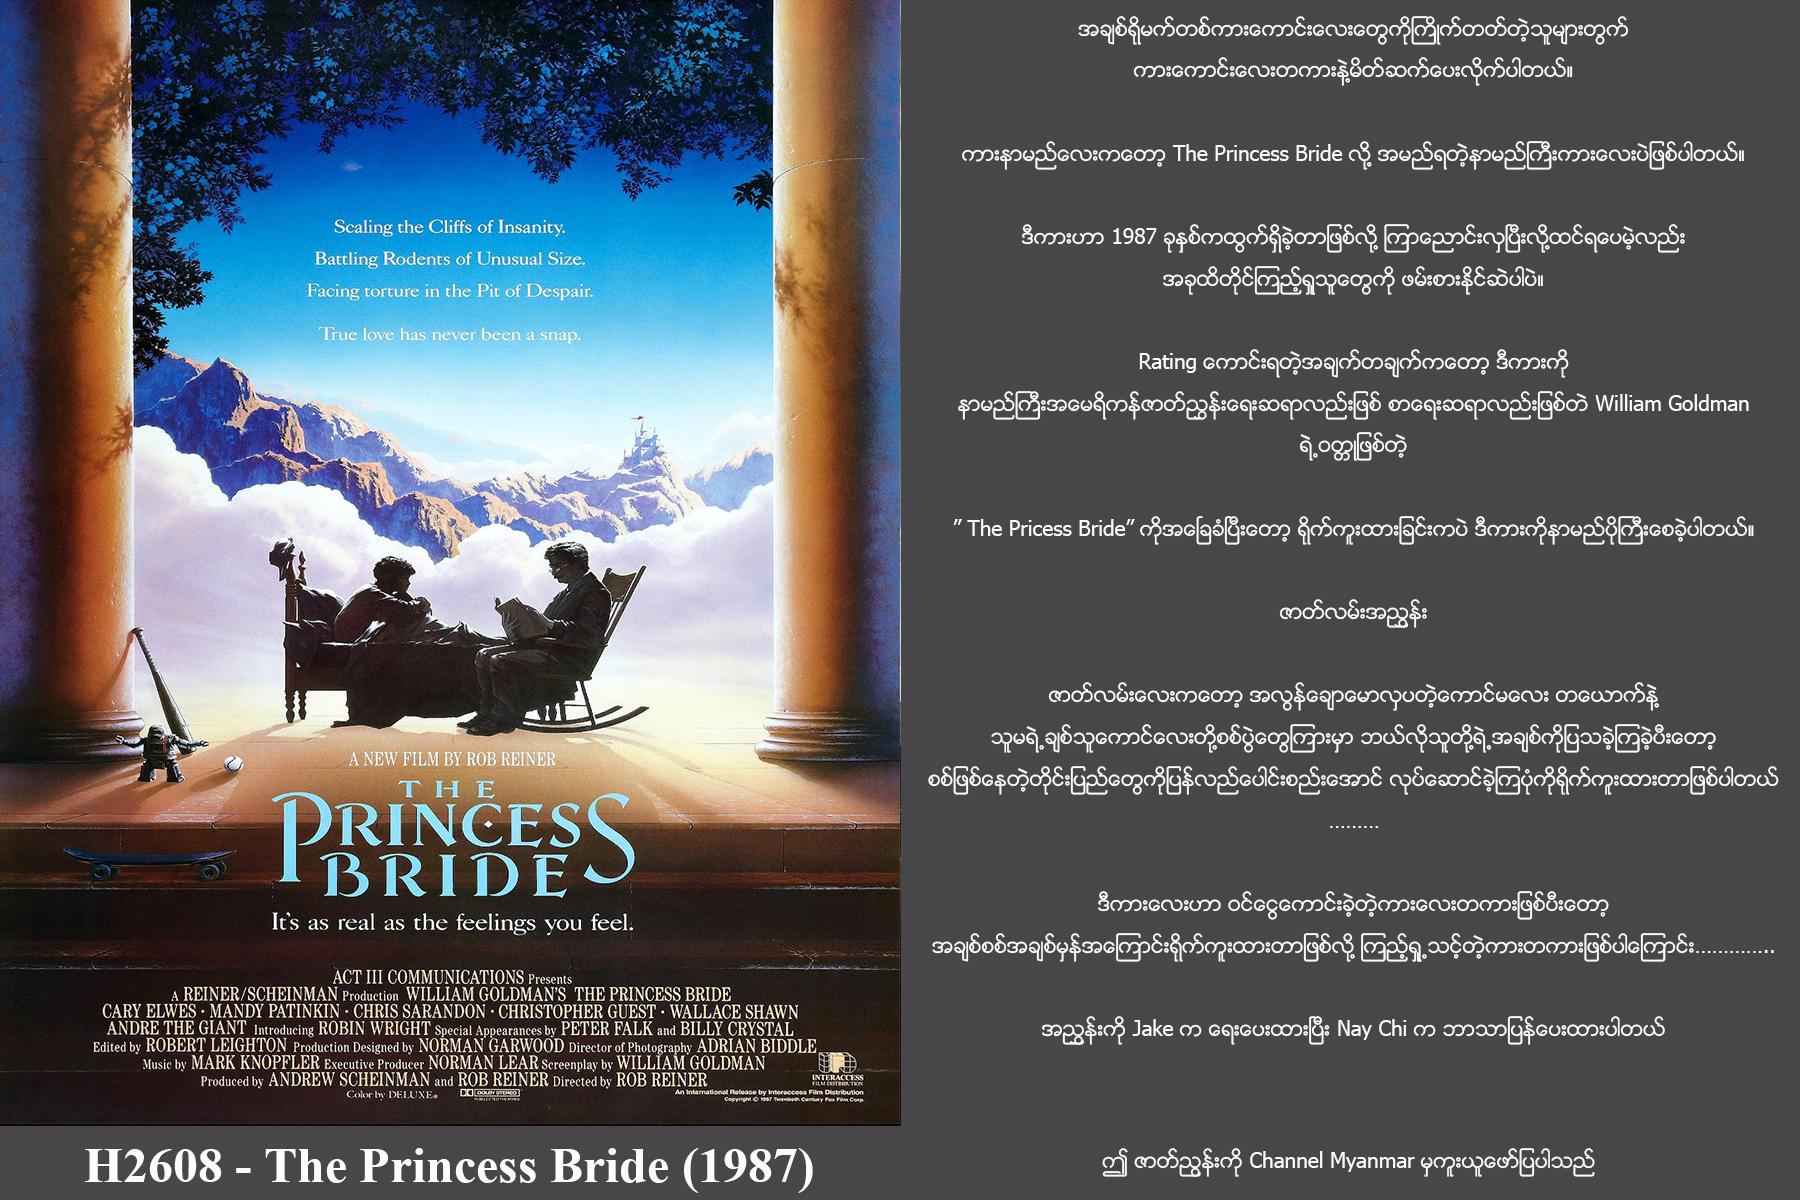 Scaling the Cliffs of Insanity.
Battling Rodents of Unusual Size.
Facing torture in the Pit of Despair.
True love has never been a snap.
A NEW FILM BY ROB REINER
THE
PRINCESS
BRIDE
It's as real as the feelings you feel.
ACT III COMMUNICATIONS Presents
A REINER/SCHEINMAN Production WILLIAM GOLDMAN'S THE PRINCESS BRIDE
CARY ELWES · MANDY PATINKIN · CHRIS SARANDON · CHRISTOPHER GUEST · WALLACE SHAWN
ANDRE THE GIANT Introducing ROBIN WRIGHT Special Appearances by PETER FALK and BILLY CRYSTAL
Edited by ROBERT LEIGHTON Production Designed by NORMAN GARWOOD Director of Photography ADRIAN BIDDLE
Music by MARK KNOPFLER Executive Producer NORMAN LEAR Screenplay by WILLIAM GOLDMAN
Produced by ANDREW SCHEINMAN and ROB REINER Directed by ROB REINER
Color by DELUXE®
DOLBY STEREO
IN SELECTED THEATRES
INTERACCESS
FILM DISTRIBUTION
An International Release by Interaccess Film Distribution
Copyright © 1987 Twentieth Century Fox Film Corp.
H2608 - The Princess Bride (1987)
အချစ်ရိုမက်တစ်ကားကောင်းလေးတွေကိုကြိုက်တတ်တဲ့သူများတွက်
ကားကောင်းလေးတကားနဲ့မိတ်ဆက်ပေးလိုက်ပါတယ်။
ကားနာမည်လေးကတော့ The Princess Bride လို့ အမည်ရတဲ့နာမည်ကြီးကားလေးပဲဖြစ်ပါတယ်။
ဒီကားဟာ 1987 ခုနှစ်ကထွက်ရှိခဲ့တာဖြစ်လို့ ကြာညောင်းလှပြီးလို့ထင်ရပေမဲ့လည်း
အခုထိတိုင်ကြည့်ရှုသူတွေကို ဖမ်းစားနိုင်ဆဲပါပဲ။
Rating ကောင်းရတဲ့အချက်တချက်ကတော့ ဒီကားကို
နာမည်ကြီးအမေရိကန်ဇာတ်ညွှန်းရေးဆရာလည်းဖြစ် စာရေးဆရာလည်းဖြစ်တဲ William Goldman
ရဲ့ဝတ္တုဖြစ်တဲ့
” The Pricess Bride” ကိုအခြေခံပြီးတော့ ရိုက်ကူးထားခြင်းကပဲ ဒီကားကိုနာမည်ပိုကြီးစေခဲ့ပါတယ်။
ဇာတ်လမ်းအညွှန်း
ဇာတ်လမ်းလေးကတော့ အလွန်ချောမောလှပတဲ့ကောင်မလေး တယောက်နဲ့
သူမရဲ့ချစ်သူကောင်လေးတို့စစ်ပွဲတွေကြားမှာ ဘယ်လိုသူတို့ရဲ့အချစ်ကိုပြသခဲ့ကြခဲ့ပီးတော့
စစ်ဖြစ်နေတဲ့တိုင်းပြည်တွေကိုပြန်လည်ပေါင်းစည်းအောင် လုပ်ဆောင်ခဲ့ကြပုံကိုရိုက်ကူးထားတာဖြစ်ပါတယ်
………
ဒီကားလေးဟာ ဝင်ငွေကောင်းခဲ့တဲ့ကားလေးတကားဖြစ်ပီးတော့
အချစ်စစ်အချစ်မှန်အကြောင်းရိုက်ကူးထားတာဖြစ်လို့ ကြည့်ရှု့သင့်တဲ့ကားတကားဖြစ်ပါကြောင်း…………..
အညွှန်းကို Jake က ရေးပေးထားပြီး Nay Chi က ဘာသာပြန်ပေးထားပါတယ်
ဤ ဇာတ်ညွှန်းကို Channel Myanmar မှကူးယူဖော်ပြပါသည်